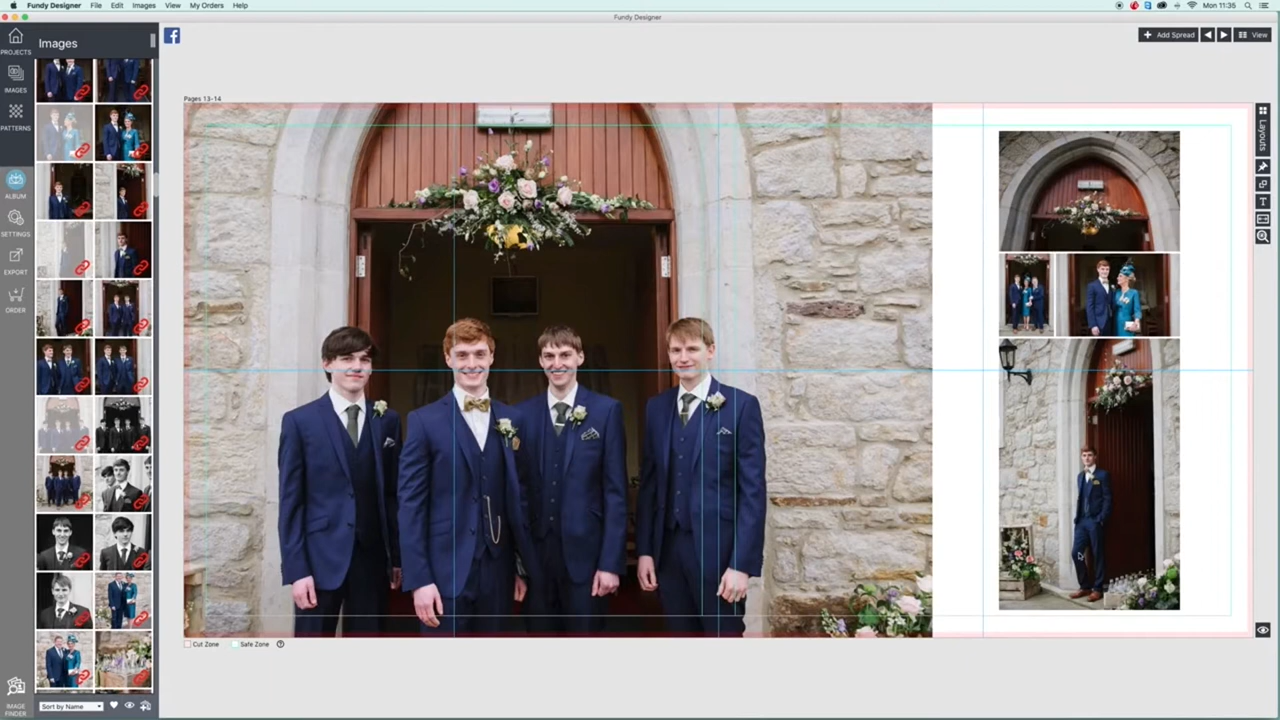 Fundy Designer File Edit Images View My Orders Help
Mon 11:35
Fundy Designer
PROJECTS
Images
IMAGES
PATTERNS
ALBUM
SETTINGS
EXPORT
ORDER
IMAGE
FINDER
Sort by Name
f
+ Add Spread
View
Pages 13-14
Layouts
T
Cut Zone Safe Zone ?